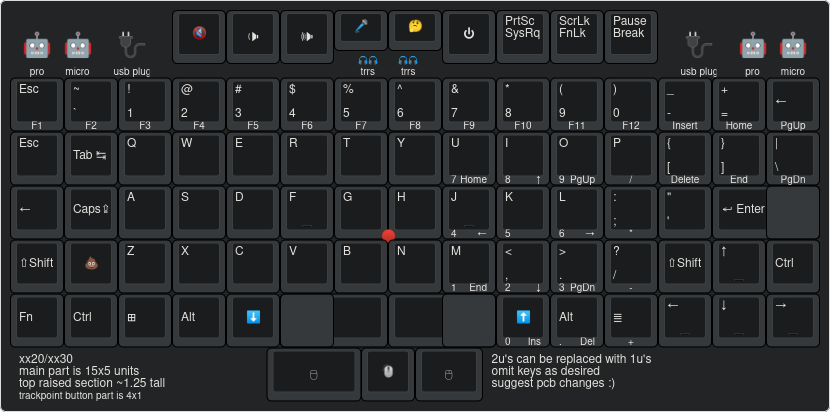 PrtSc ScrLk Pause
SysRq FnLk Break
pro micro usb plug trrs trrs usb plug pro micro
Esc ~ ! @ # $ % ^ & * ( ) _ + ←
` 1 2 3 4 5 6 7 8 9 0 - =
F1 F2 F3 F4 F5 F6 F7 F8 F9 F10 F11 F12 Insert Home PgUp
Esc Tab ↹ Q W E R T Y U I O P { } |
[ ] \
7 Home 8 ↑ 9 PgUp / Delete End PgDn
← Caps⇪ A S D F G H J K L : " ↵ Enter
; '
4 ← 5 6 → *
⇧Shift Z X C V B N M < > ? ⇧Shift ↑ Ctrl
, . /
1 End 2 ↓ 3 PgDn -
Fn Ctrl ⊞ Alt Alt ≣ ← ↓ →
0 Ins . Del +
xx20/xx30
main part is 15x5 units
top raised section ~1.25 tall
trackpoint button part is 4x1
2u's can be replaced with 1u's
omit keys as desired
suggest pcb changes :)